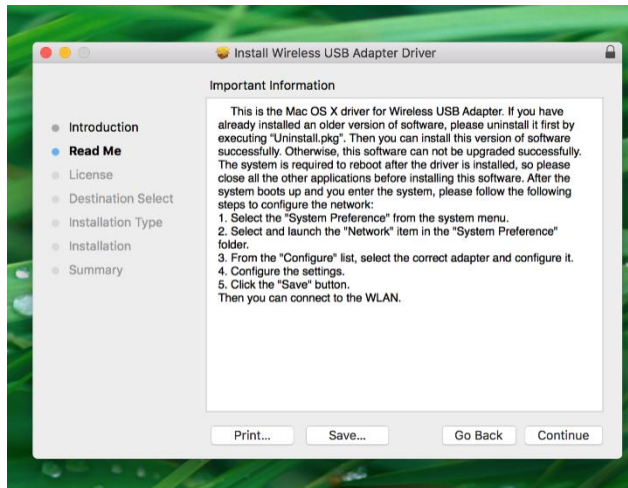 Install Wireless USB Adapter Driver
Important Information
Introduction
Read Me
License
Destination Select
Installation Type
Installation
Summary
This is the Mac OS X driver for Wireless USB Adapter. If you have
already installed an older version of software, please uninstall it first by
executing "Uninstall.pkg". Then you can install this version of software
successfully. Otherwise, this software can not be upgraded successfully.
The system is required to reboot after the driver is installed, so please
close all the other applications before installing this software. After the
system boots up and you enter the system, please follow the following
steps to configure the network:
1. Select the "System Preference" from the system menu.
2. Select and launch the "Network" item in the "System Preference"
folder.
3. From the "Configure" list, select the correct adapter and configure it.
4. Configure the settings.
5. Click the "Save" button.
Then you can connect to the WLAN.
Print... Save... Go Back Continue